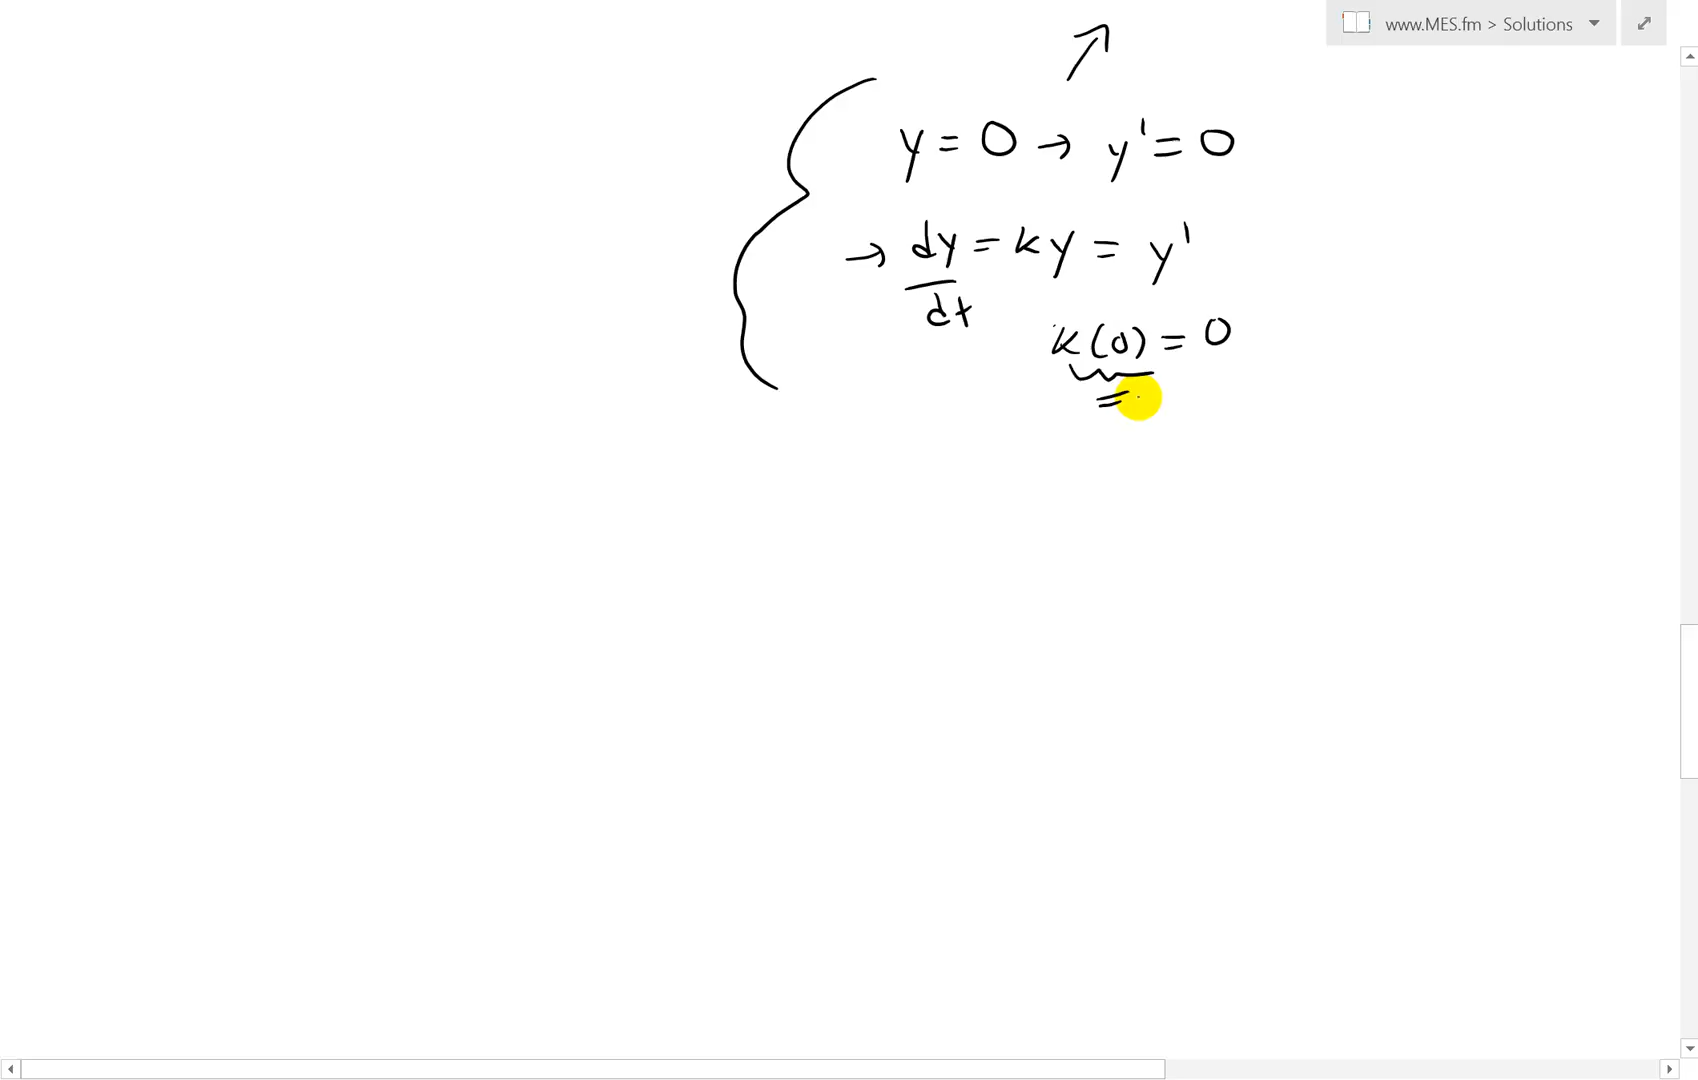 www.MES.fm > Solutions
y = 0 → y' = 0
→ dy/dt = ky = y'
k(0) = 0
=